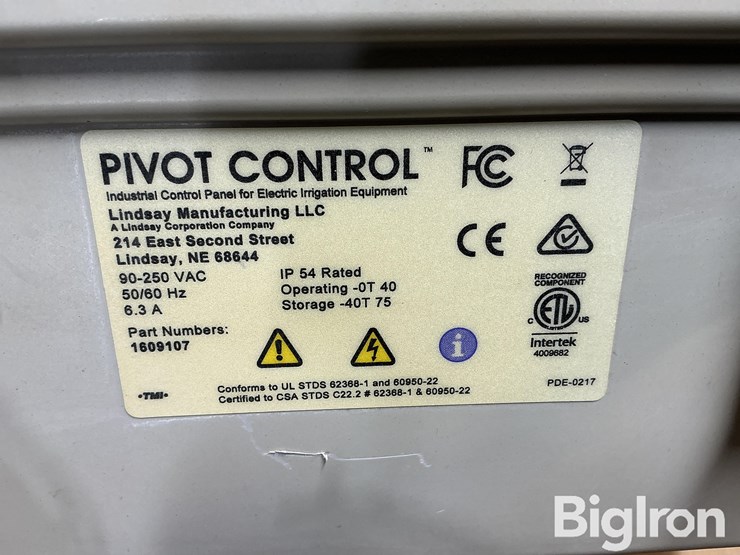 PIVOT CONTROL™
Industrial Control Panel for Electric Irrigation Equipment
Lindsay Manufacturing LLC
A Lindsay Corporation Company
214 East Second Street
Lindsay, NE 68644
90-250 VAC
50/60 Hz
6.3 A
IP 54 Rated
Operating -0T 40
Storage -40T 75
Part Numbers:
1609107
FC
CE
RECOGNIZED
COMPONENT
C ETL US
LISTED
Intertek
4009682
i
•TMI•
Conforms to UL STDS 62368-1 and 60950-22
Certified to CSA STDS C22.2 # 62368-1 & 60950-22
PDE-0217
BigIron